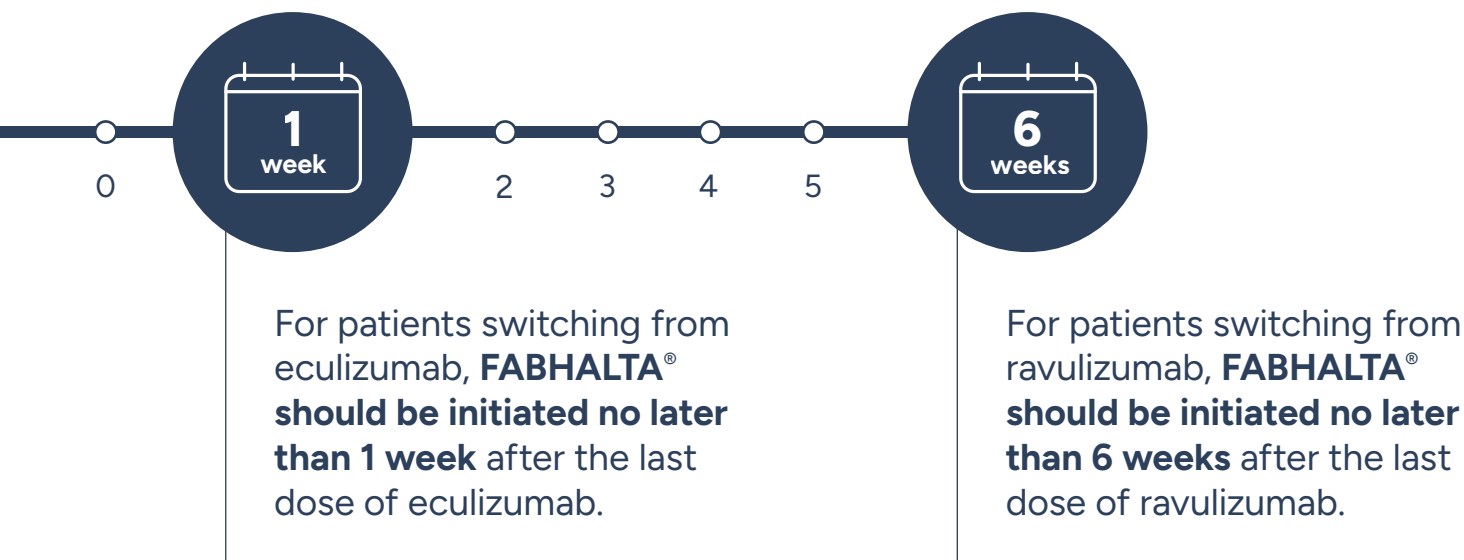 1
week
6
weeks
0
2
3
4
5
For patients switching from
eculizumab, FABHALTA®
should be initiated no later
than 1 week after the last
dose of eculizumab.
For patients switching from
ravulizumab, FABHALTA®
should be initiated no later
than 6 weeks after the last
dose of ravulizumab.